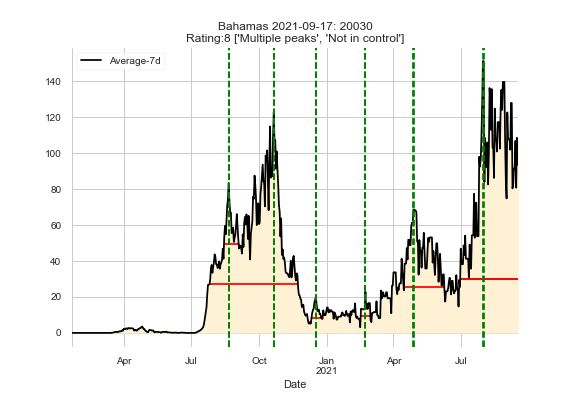 Bahamas 2021-09-17: 20030
Rating:8 ['Multiple peaks', 'Not in control']
Average-7d
140
120
100
80
60
40
20
0
Apr Jul Oct Jan Apr Jul
2021
Date